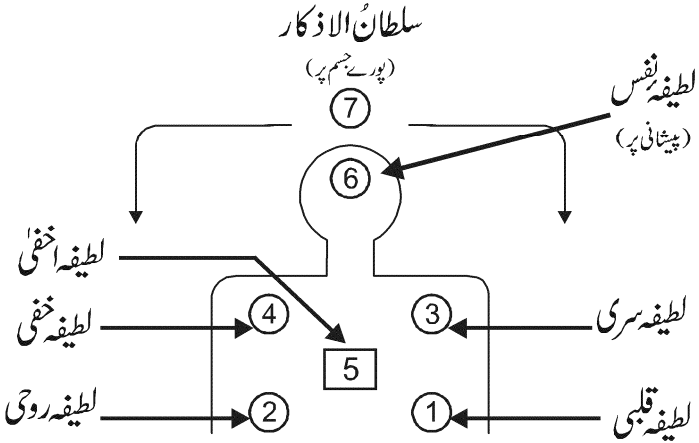 سلطانُ الاذکار
(پورے جسم پر)
7
لطیفۂ نفس
(پیشانی پر)
6
لطیفہ اخفیٰ
لطیفہ سری
3
4
لطیفہ خفی
5
لطیفہ قلبی
1
2
لطیفہ روحی